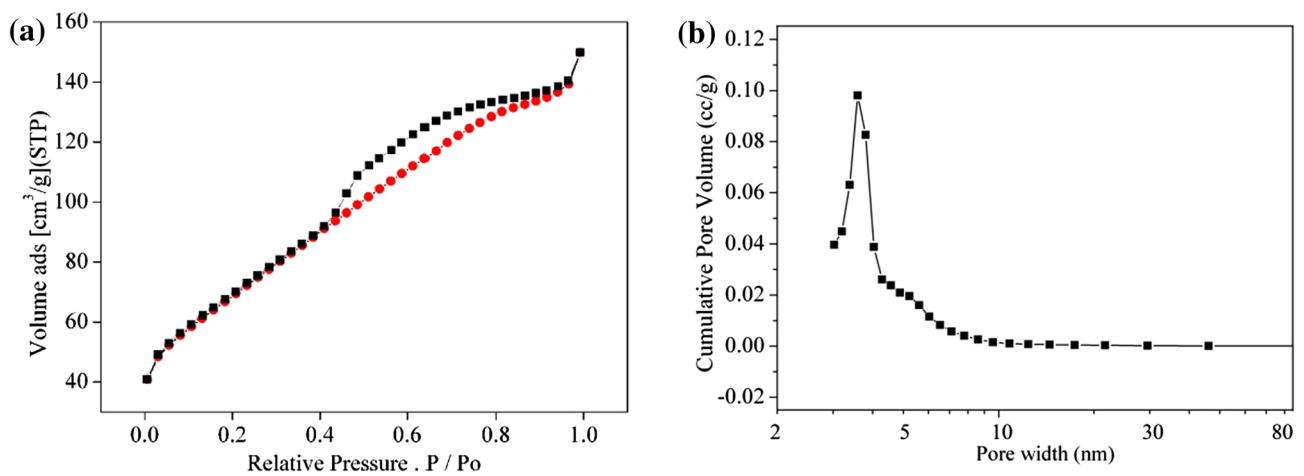 (a)
160
140
120
100
80
60
40
Volume ads [cm³/g](STP)
0.0 0.2 0.4 0.6 0.8 1.0
Relative Pressure . P / Po
(b)
0.12
0.10
0.08
0.06
0.04
0.02
0.00
-0.02
Cumulative Pore Volume (cc/g)
2 5 10 20 30 80
Pore width (nm)